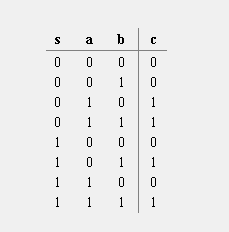 s a b c
0 0 0 0
0 0 1 0
0 1 0 1
0 1 1 1
1 0 0 0
1 0 1 1
1 1 0 0
1 1 1 1